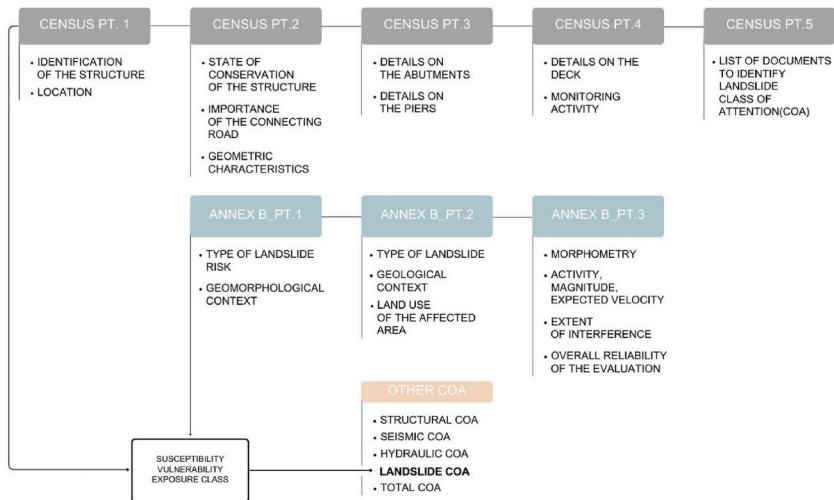 CENSUS PT. 1
CENSUS PT.2
CENSUS PT.3
CENSUS PT.4
CENSUS PT.5
• IDENTIFICATION
OF THE STRUCTURE
• LOCATION
• STATE OF
CONSERVATION
OF THE STRUCTURE
• IMPORTANCE
OF THE CONNECTING
ROAD
• GEOMETRIC
CHARACTERISTICS
• DETAILS ON
THE ABUTMENTS
• DETAILS ON
THE PIERS
• DETAILS ON THE
DECK
• MONITORING
ACTIVITY
• LIST OF DOCUMENTS
TO IDENTIFY
LANDSLIDE
CLASS OF
ATTENTION(COA)
ANNEX B_PT.1
ANNEX B_PT.2
ANNEX B_PT.3
• TYPE OF LANDSLIDE
RISK
• GEOMORPHOLOGICAL
CONTEXT
• TYPE OF LANDSLIDE
• GEOLOGICAL
CONTEXT
• LAND USE
OF THE AFFECTED
AREA
• MORPHOMETRY
• ACTIVITY,
MAGNITUDE,
EXPECTED VELOCITY
• EXTENT
OF INTERFERENCE
• OVERALL RELIABILITY
OF THE EVALUATION
OTHER COA
• STRUCTURAL COA
• SEISMIC COA
• HYDRAULIC COA
LANDSLIDE COA
• TOTAL COA
SUSCEPTIBILITY
VULNERABILITY
EXPOSURE CLASS